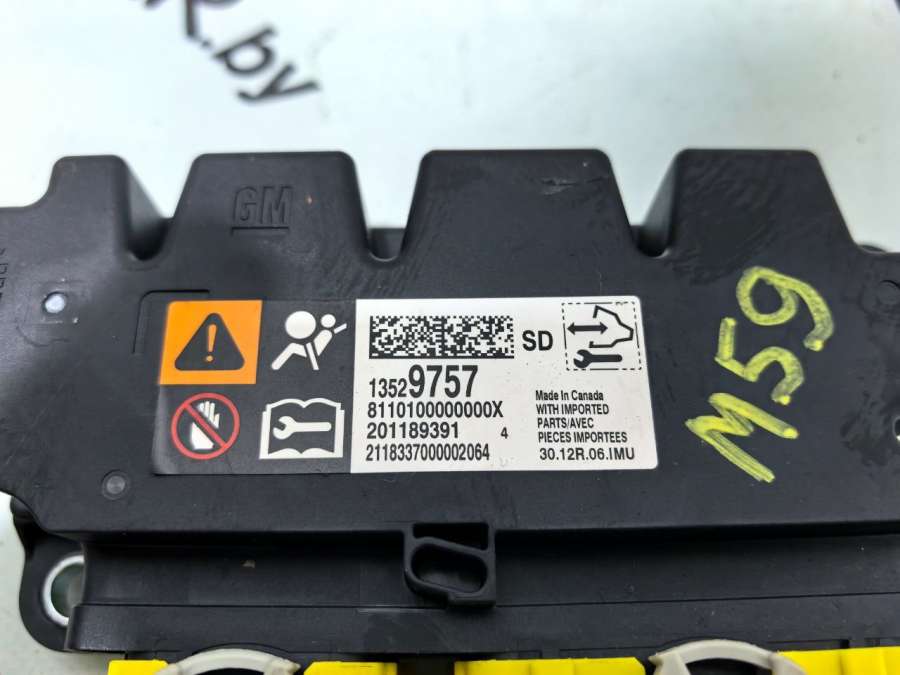 R.by
GM
SD
13529757
8110100000000X
201189391 4
2118337000002064
Made In Canada
WITH IMPORTED
PARTS/AVEC
PIECES IMPORTEES
30.12R.06.IMU
M59